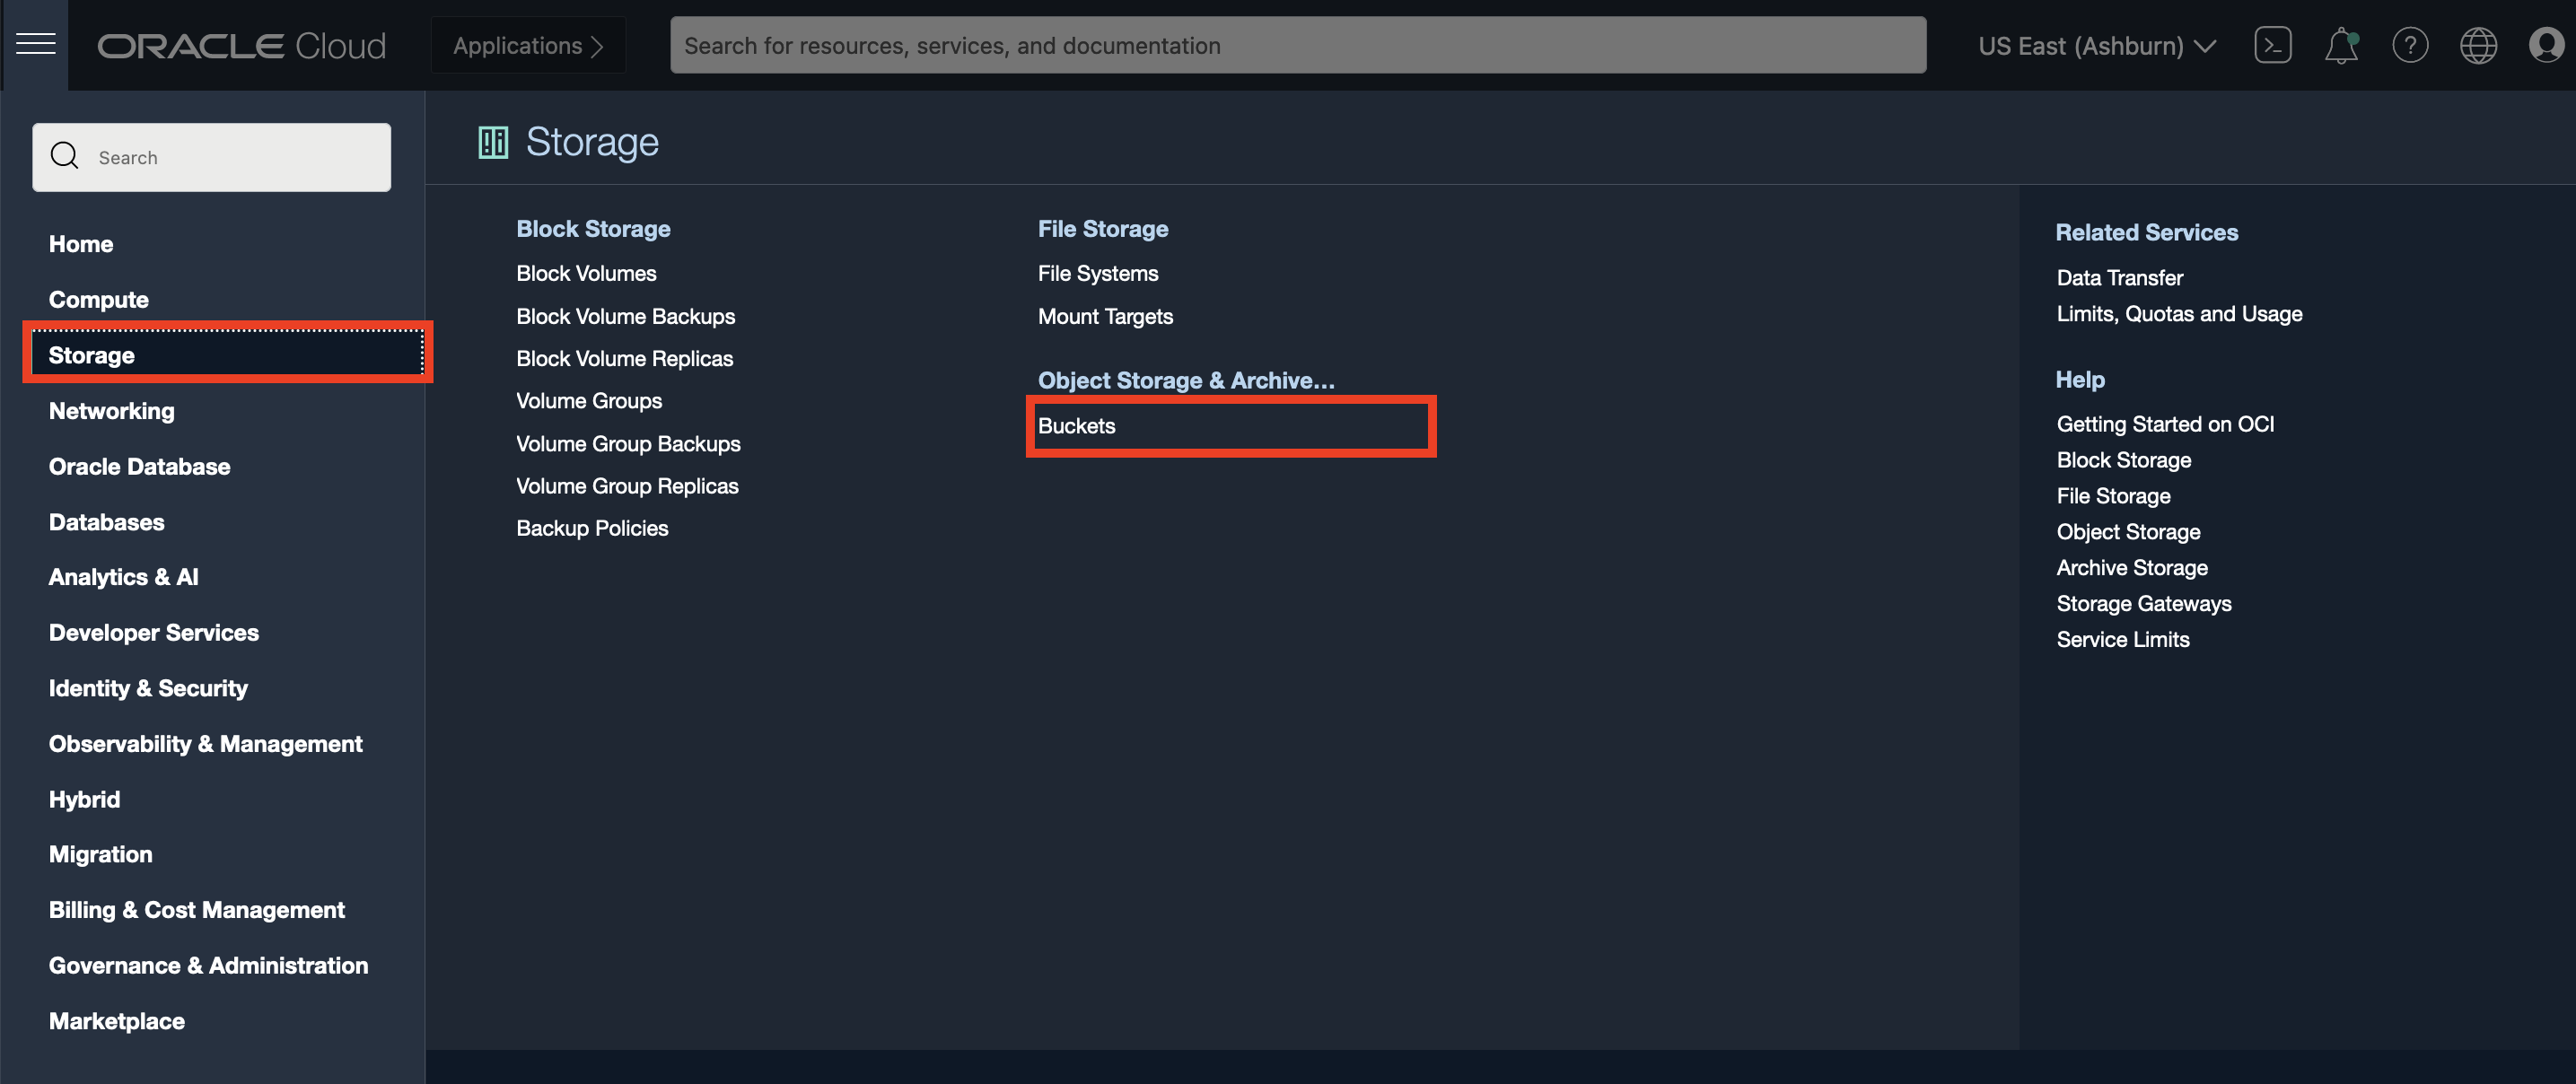 ORACLE Cloud
Applications
Search for resources, services, and documentation
US East (Ashburn)
Search
Home
Compute
Storage
Networking
Oracle Database
Databases
Analytics & AI
Developer Services
Identity & Security
Observability & Management
Hybrid
Migration
Billing & Cost Management
Governance & Administration
Marketplace
Storage
Block Storage
Block Volumes
Block Volume Backups
Block Volume Replicas
Volume Groups
Volume Group Backups
Volume Group Replicas
Backup Policies
File Storage
File Systems
Mount Targets
Object Storage & Archive...
Buckets
Related Services
Data Transfer
Limits, Quotas and Usage
Help
Getting Started on OCI
Block Storage
File Storage
Object Storage
Archive Storage
Storage Gateways
Service Limits